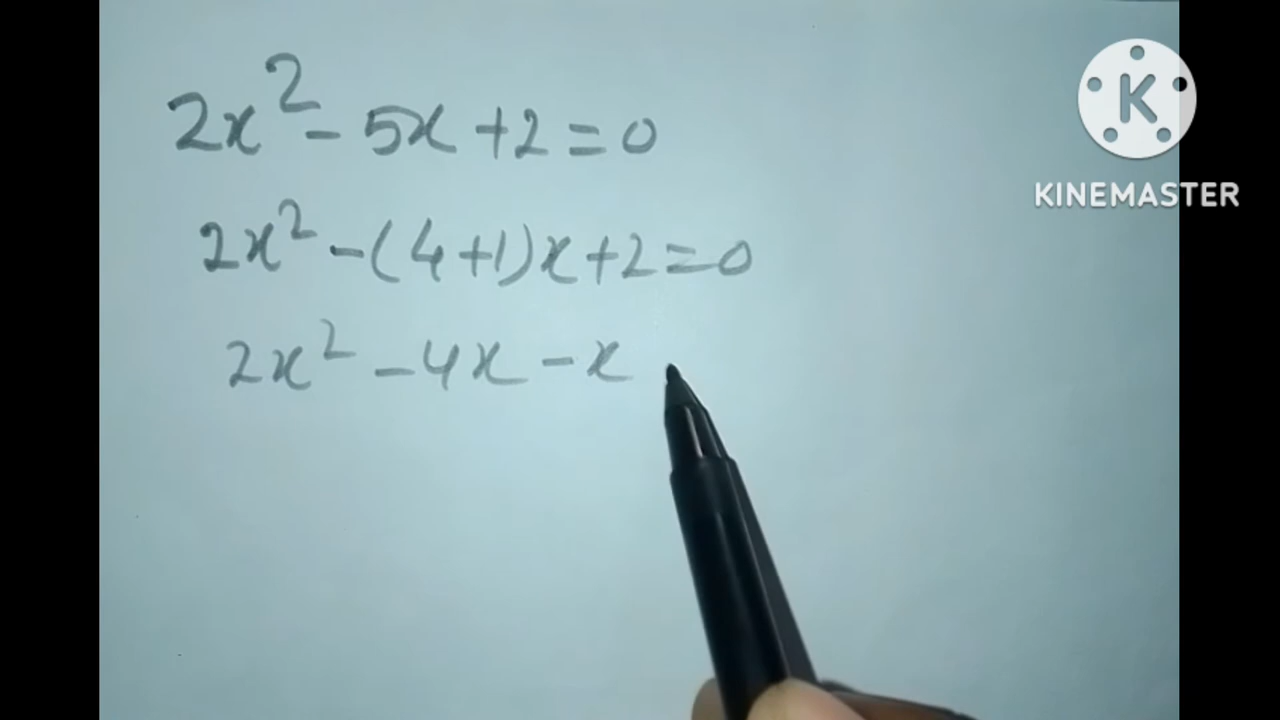 2x² - 5x + 2 = 0
2x² - (4+1)x + 2 = 0
2x² - 4x - x
K
KINEMASTER